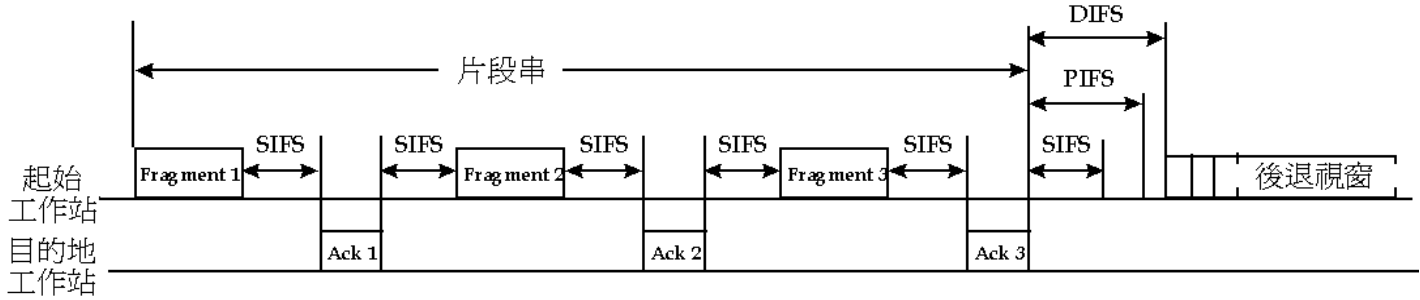 DIFS
片段串
PIFS
SIFS
SIFS
SIFS
SIFS
SIFS
SIFS
Fragment 1
Fragment 2
Fragment 3
後退視窗
起始
工作站
Ack 1
Ack 2
Ack 3
目的地
工作站